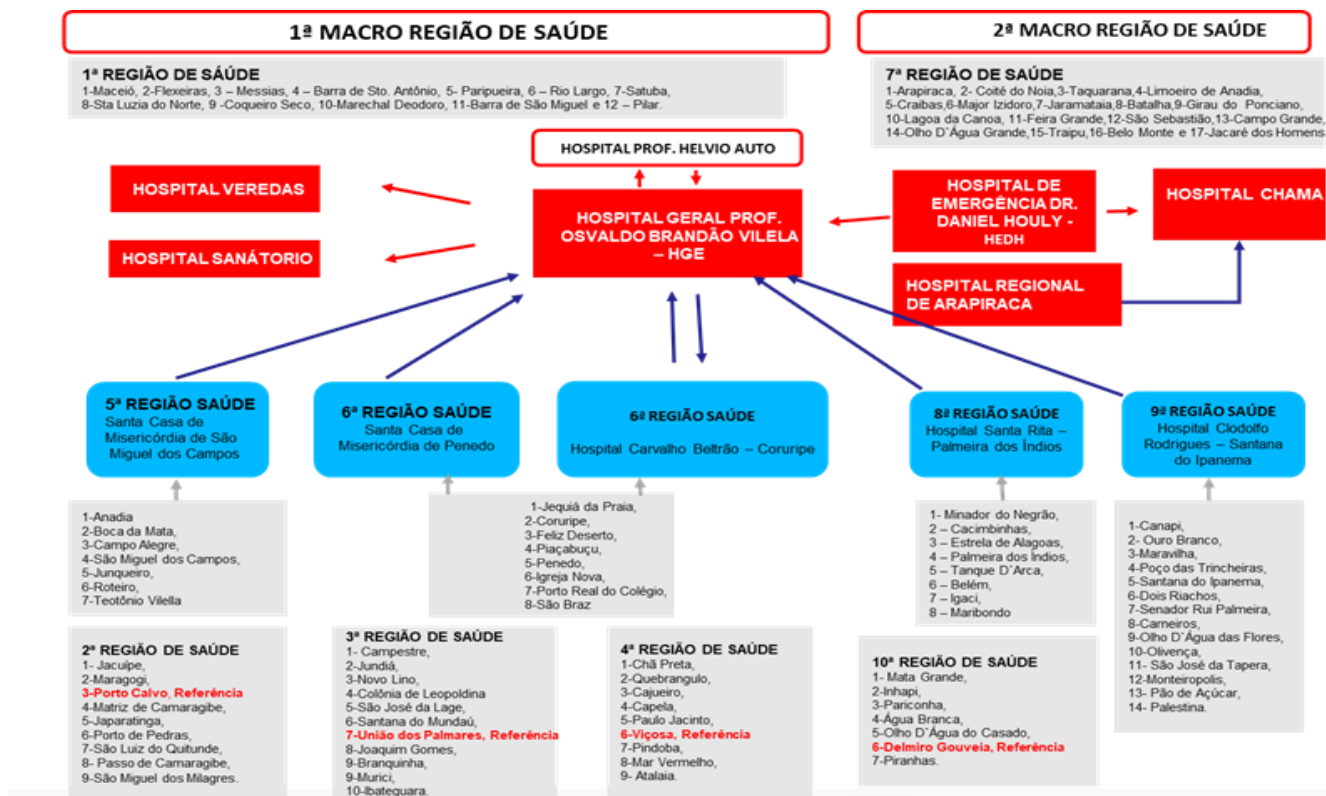 1ª MACRO REGIÃO DE SAÚDE
2ª MACRO REGIÃO DE SAÚDE
1ª REGIÃO DE SÁÚDE
1-Maceió, 2-Flexeiras, 3 – Messias, 4 – Barra de Sto. Antônio, 5- Paripueira, 6 – Rio Largo, 7-Satuba,
8-Sta Luzia do Norte, 9 -Coqueiro Seco, 10-Marechal Deodoro, 11-Barra de São Miguel e 12 – Pilar.
7ª REGIÃO DE SAÚDE
1-Arapiraca, 2- Coité do Noia,3-Taquarana,4-Limoeiro de Anadia,
5-Craibas,6-Major Izidoro,7-Jaramataia,8-Batalha,9-Girau do Ponciano,
10-Lagoa da Canoa, 11-Feira Grande,12-São Sebastião,13-Campo Grande,
14-Olho D`Água Grande,15-Traipu,16-Belo Monte e 17-Jacaré dos Homens
HOSPITAL PROF. HELVIO AUTO
HOSPITAL VEREDAS
HOSPITAL SANÁTORIO
HOSPITAL GERAL PROF.
OSVALDO BRANDÃO VILELA
– HGE
HOSPITAL DE
EMERGÊNCIA DR.
DANIEL HOULY -
HEDH
HOSPITAL CHAMA
HOSPITAL REGIONAL
DE ARAPIRACA
5ª REGIÃO SAÚDE
Santa Casa de
Misericórdia de São
Miguel dos Campos
6ª REGIÃO SAÚDE
Santa Casa de
Misericórdia de Penedo
6ª REGIÃO SAÚDE
Hospital Carvalho Beltrão – Coruripe
8ª REGIÃO SAÚDE
Hospital Santa Rita –
Palmeira dos Índios
9ª REGIÃO SAÚDE
Hospital Clodolfo
Rodrigues – Santana
do Ipanema
1-Anadia
2-Boca da Mata,
3-Campo Alegre,
4-São Miguel dos Campos,
5-Junqueiro,
6-Roteiro,
7-Teotônio Vilella
1-Jequiá da Praia,
2-Coruripe,
3-Feliz Deserto,
4-Piaçabuçu,
5-Penedo,
6-Igreja Nova,
7-Porto Real do Colégio,
8-São Braz
1- Minador do Negrão,
2 – Cacimbinhas,
3 – Estrela de Alagoas,
4 – Palmeira dos Índios,
5 – Tanque D`Arca,
6 – Belém,
7 – Igaci,
8 – Maribondo
1-Canapi,
2- Ouro Branco,
3-Maravilha,
4-Poço das Trincheiras,
5-Santana do Ipanema,
6-Dois Riachos,
7-Senador Rui Palmeira,
8-Carneiros,
9-Olho D`Água das Flores,
10-Olivença,
11- São José da Tapera,
12-Monteiropolis,
13- Pão de Açúcar,
14- Palestina.
2ª REGIÃO DE SAÚDE
1- Jacuípe,
2-Maragogi,
3-Porto Calvo, Referência
4-Matriz de Camaragibe,
5-Japaratinga,
6-Porto de Pedras,
7-São Luiz do Quitunde,
8- Passo de Camaragibe,
9-São Miguel dos Milagres.
3ª REGIÃO DE SAÚDE
1- Campestre,
2-Jundiá,
3-Novo Lino,
4-Colônia de Leopoldina
5-São José da Lage,
6-Santana do Mundaú,
7-União dos Palmares, Referência
8-Joaquim Gomes,
9-Branquinha,
9-Murici,
10-Ibateguara.
4ª REGIÃO DE SAÚDE
1-Chã Preta,
2-Quebrangulo,
3-Cajueiro,
4-Capela,
5-Paulo Jacinto,
6-Viçosa, Referência
7-Pindoba,
8-Mar Vermelho,
9- Atalaia.
10ª REGIÃO DE SAÚDE
1- Mata Grande,
2-Inhapi,
3-Pariconha,
4-Água Branca,
5-Olho D`Água do Casado,
6-Delmiro Gouveia, Referência
7-Piranhas.